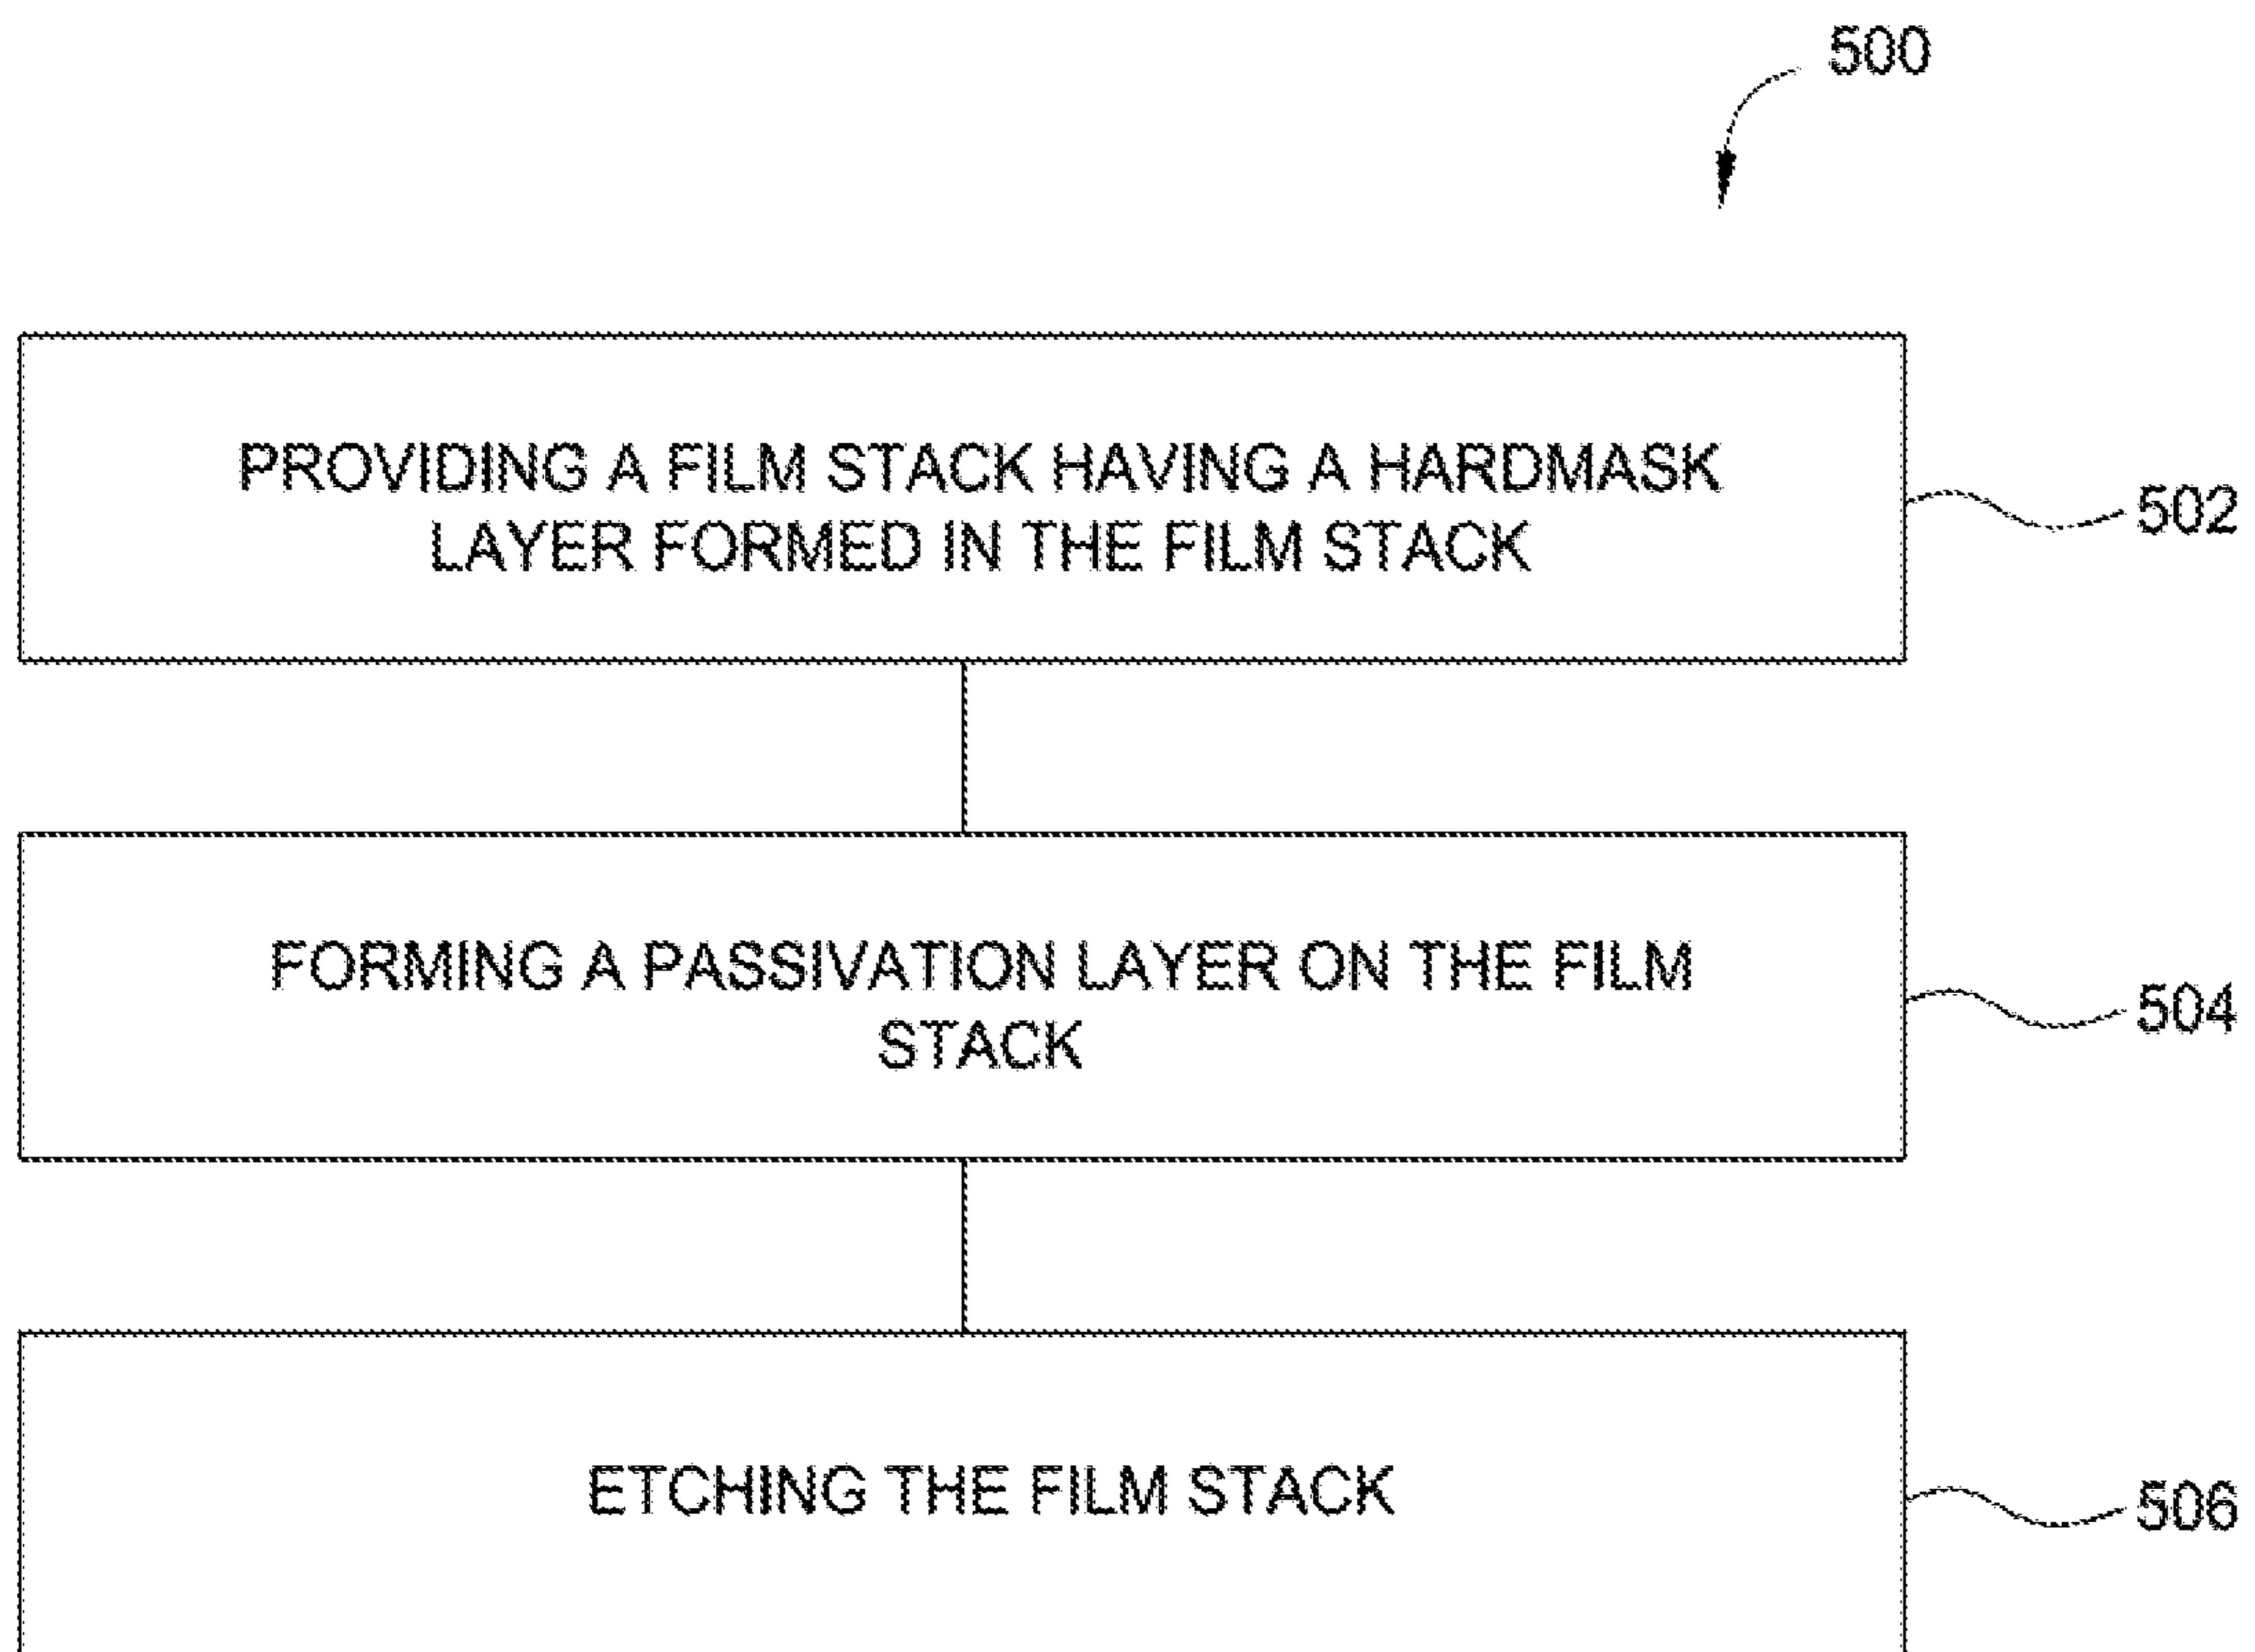 500
PROVIDING A FILM STACK HAVING A HARDMASK
LAYER FORMED IN THE FILM STACK
502
FORMING A PASSIVATION LAYER ON THE FILM
STACK
504
ETCHING THE FILM STACK
506